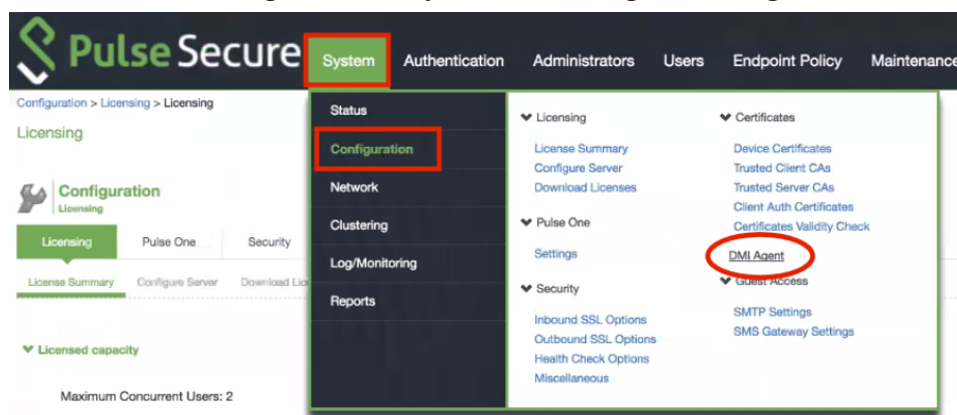 Pulse Secure
System Authentication Administrators Users Endpoint Policy Maintenance
Configuration > Licensing > Licensing
Licensing
Configuration
Licensing
Licensing Pulse One Security
License Summary Configure Server Download Lic
Licensed capacity
Maximum Concurrent Users: 2
Status
Configuration
Network
Clustering
Log/Monitoring
Reports
Licensing
License Summary
Configure Server
Download Licenses
Pulse One
Settings
Security
Inbound SSL Options
Outbound SSL Options
Health Check Options
Miscellaneous
Certificates
Device Certificates
Trusted Client CAs
Trusted Server CAs
Client Auth Certificates
Certificates Validity Check
DMI Agent
Guest Access
SMTP Settings
SMS Gateway Settings